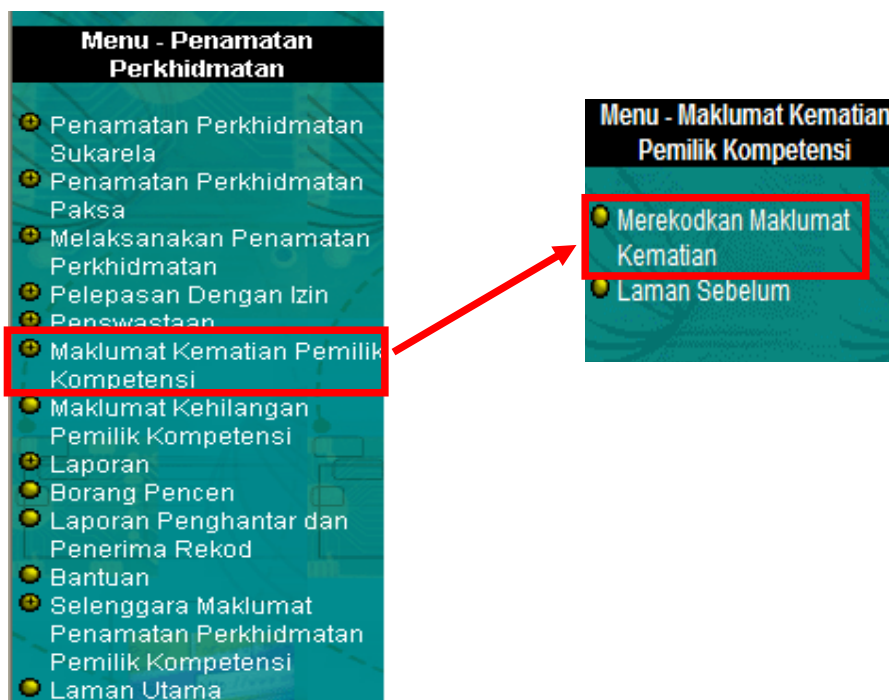 Menu - Penamatan
Perkhidmatan
Penamatan Perkhidmatan
Sukarela
Penamatan Perkhidmatan
Paksa
Melaksanakan Penamatan
Perkhidmatan
Pelepasan Dengan Izin
Penswastaan
Maklumat Kematian Pemilik
Kompetensi
Maklumat Kehilangan
Pemilik Kompetensi
Laporan
Borang Pencen
Laporan Penghantar dan
Penerima Rekod
Bantuan
Selenggara Maklumat
Penamatan Perkhidmatan
Pemilik Kompetensi
Laman Utama
Menu - Maklumat Kematian
Pemilik Kompetensi
Merekodkan Maklumat
Kematian
Laman Sebelum